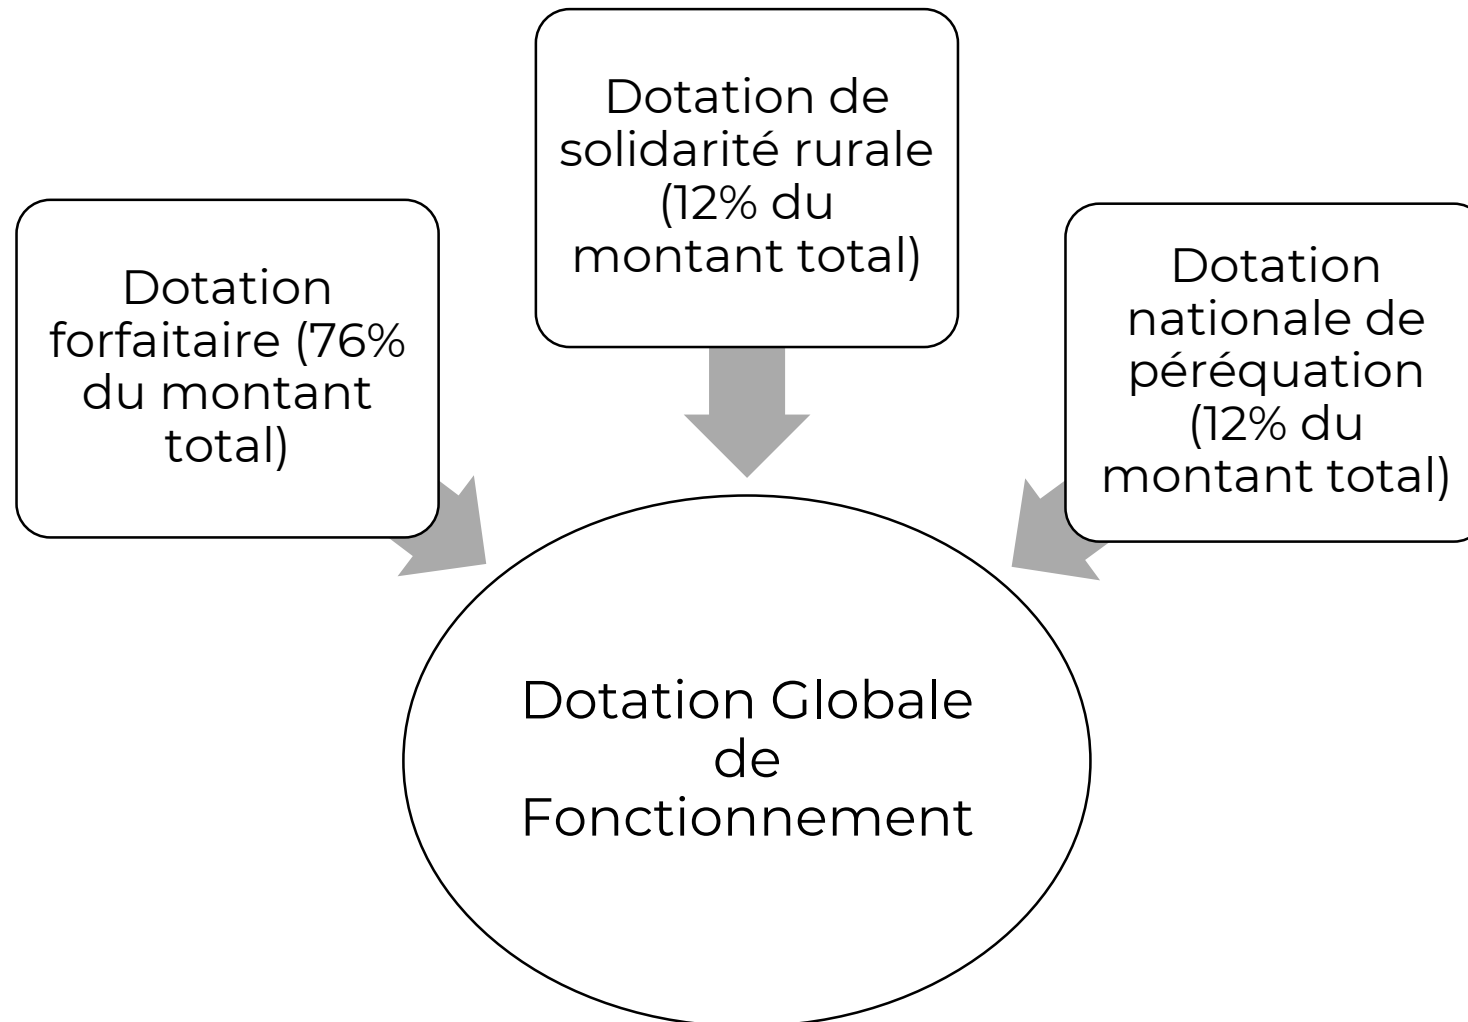 Dotation de
solidarité rurale
(12% du
montant total)
Dotation
forfaitaire (76%
du montant
total)
Dotation
nationale de
péréquation
(12% du
montant total)
Dotation Globale
de
Fonctionnement